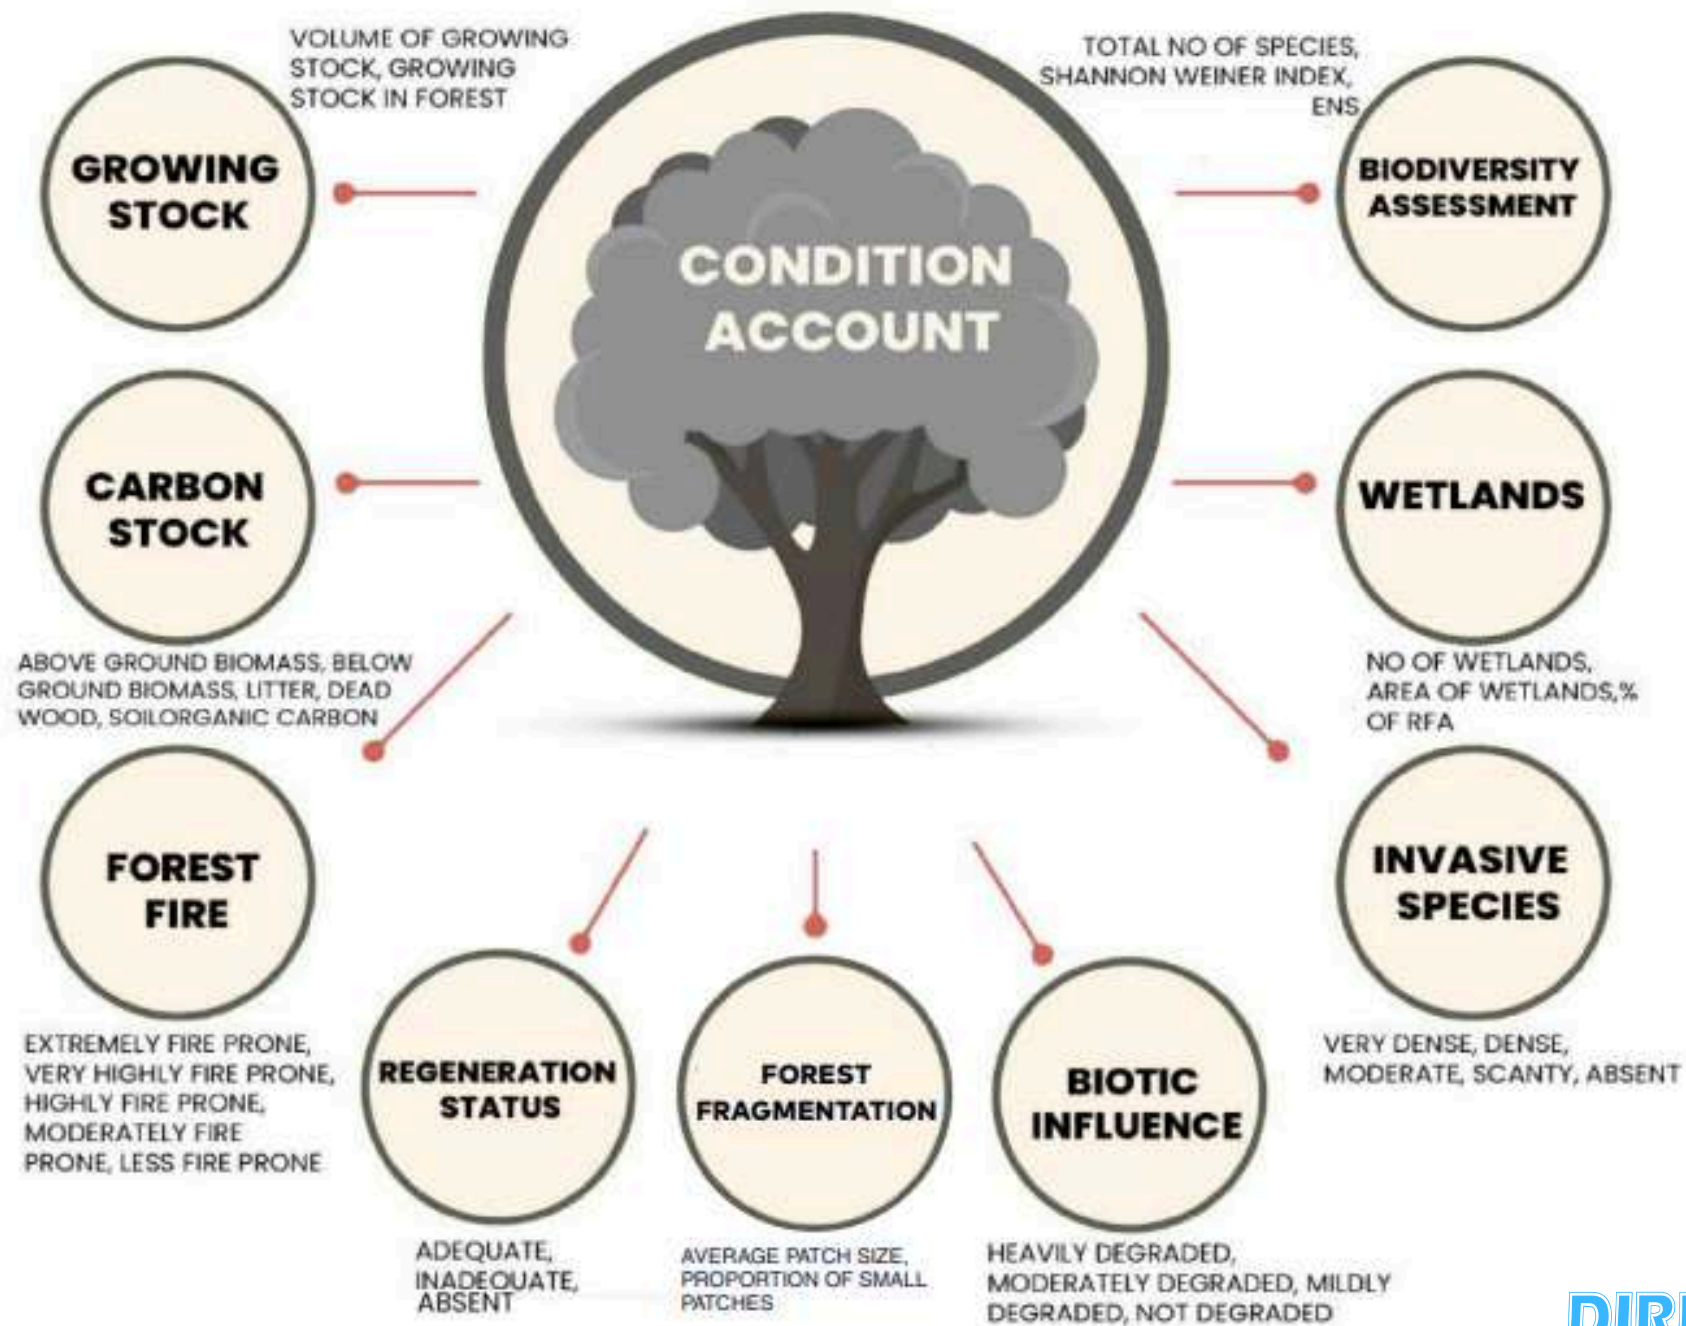 VOLUME OF GROWING
STOCK, GROWING
STOCK IN FOREST
GROWING
STOCK
CONDITION
ACCOUNT
TOTAL NO OF SPECIES,
SHANNON WEINER INDEX,
ENS
BIODIVERSITY
ASSESSMENT
CARBON
STOCK
ABOVE GROUND BIOMASS, BELOW
GROUND BIOMASS, LITTER, DEAD
WOOD, SOILORGANIC CARBON
WETLANDS
NO OF WETLANDS,
AREA OF WETLANDS,%
OF RFA
FOREST
FIRE
EXTREMELY FIRE PRONE,
VERY HIGHLY FIRE PRONE,
HIGHLY FIRE PRONE,
MODERATELY FIRE
PRONE, LESS FIRE PRONE
REGENERATION
STATUS
ADEQUATE,
INADEQUATE,
ABSENT
FOREST
FRAGMENTATION
AVERAGE PATCH SIZE,
PROPORTION OF SMALL
PATCHES
BIOTIC
INFLUENCE
HEAVILY DEGRADED,
MODERATELY DEGRADED, MILDLY
DEGRADED, NOT DEGRADED
INVASIVE
SPECIES
VERY DENSE, DENSE,
MODERATE, SCANTY, ABSENT